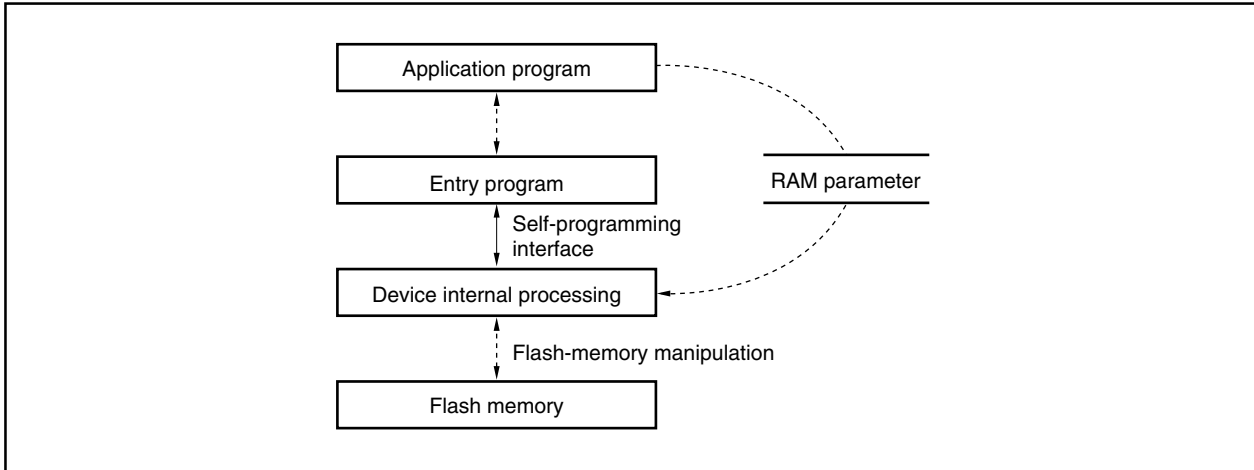 Application program
Entry program
RAM parameter
Self-programming
interface
Device internal processing
Flash-memory manipulation
Flash memory